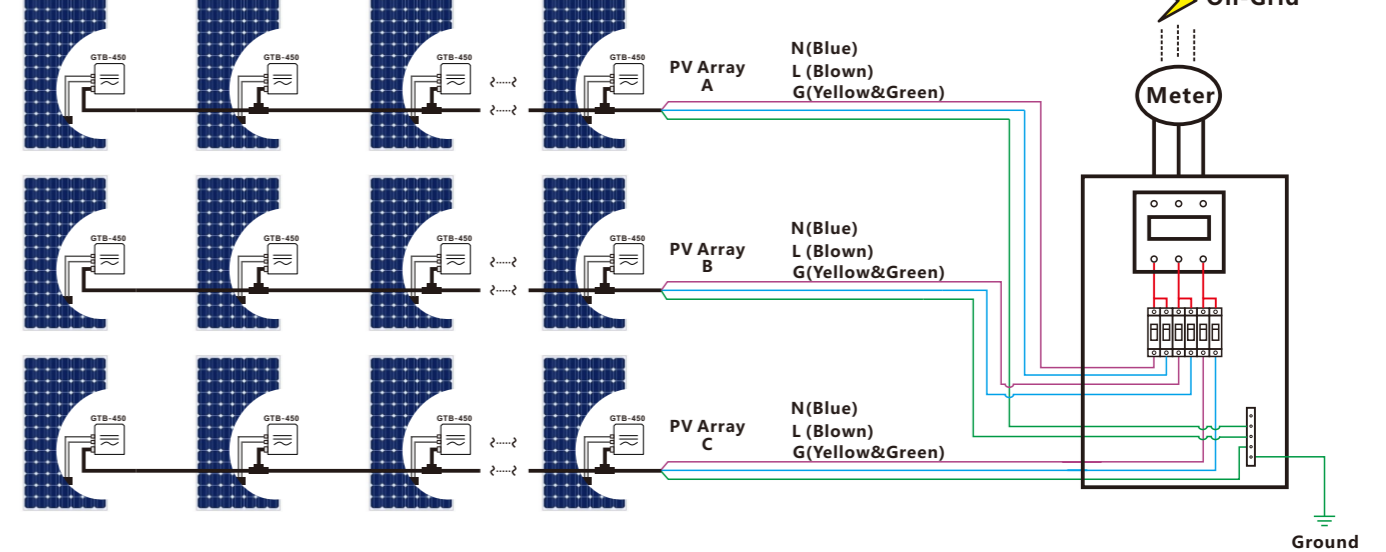 On-Grid
GTB-450 GTB-450 GTB-450 GTB-450
PV Array
A
N(Blue)
L (Blown)
G(Yellow&Green)
Meter
GTB-450 GTB-450 GTB-450 GTB-450
PV Array
B
N(Blue)
L (Blown)
G(Yellow&Green)
GTB-450 GTB-450 GTB-450 GTB-450
PV Array
C
N(Blue)
L (Blown)
G(Yellow&Green)
Ground